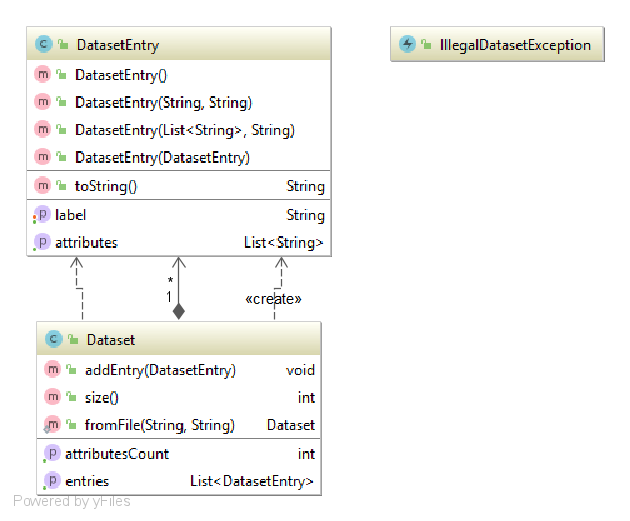 DatasetEntry
DatasetEntry()
DatasetEntry(String, String)
DatasetEntry(List<String>, String)
DatasetEntry(DatasetEntry)
toString() String
label String
attributes List<String>
IllegalDatasetException
*
1
«create»
Dataset
addEntry(DatasetEntry) void
size() int
fromFile(String, String) Dataset
attributesCount int
entries List<DatasetEntry>
Powered by yFiles